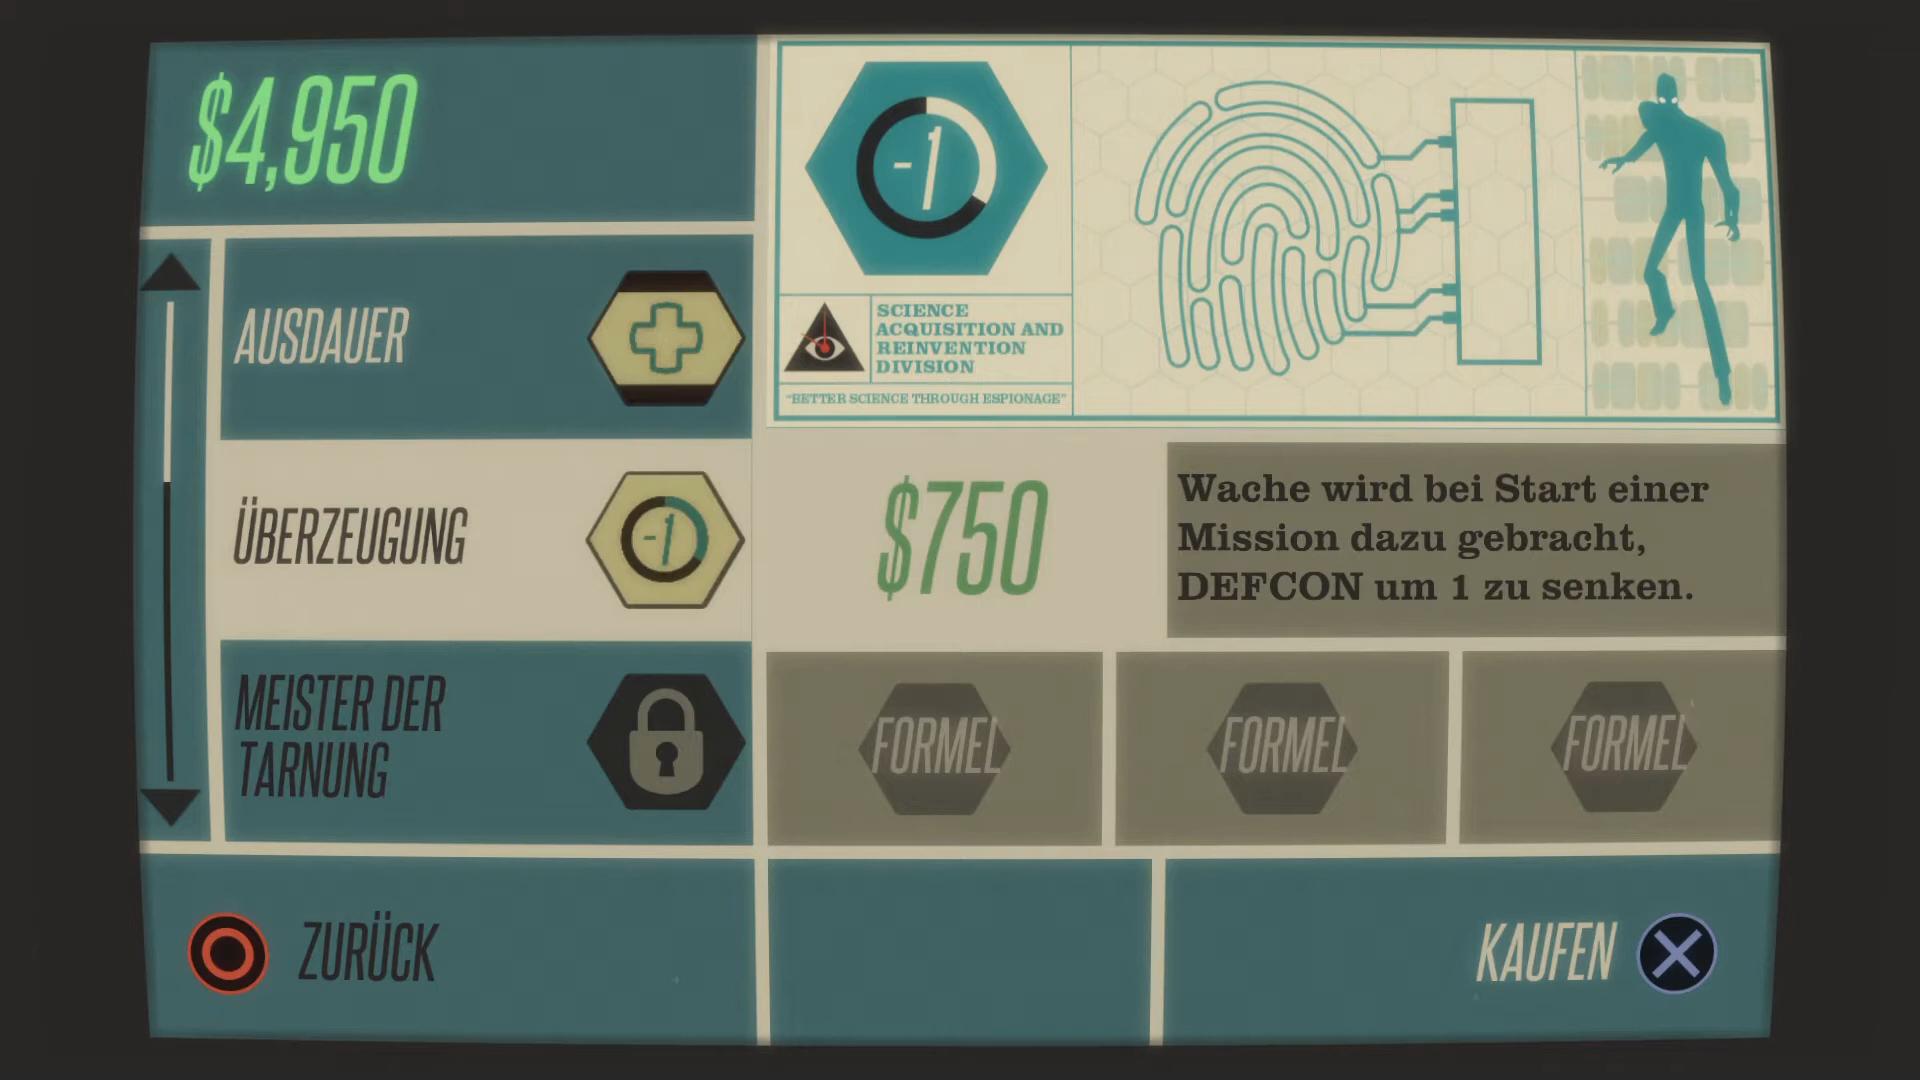 $4,950
AUSDAUER
ÜBERZEUGUNG
-1
MEISTER DER
TARNUNG
-1
SCIENCE
ACQUISITION AND
REINVENTION
DIVISION
"BETTER SCIENCE THROUGH ESPIONAGE"
$750
Wache wird bei Start einer
Mission dazu gebracht,
DEFCON um 1 zu senken.
FORMEL
FORMEL
FORMEL
ZURÜCK
KAUFEN